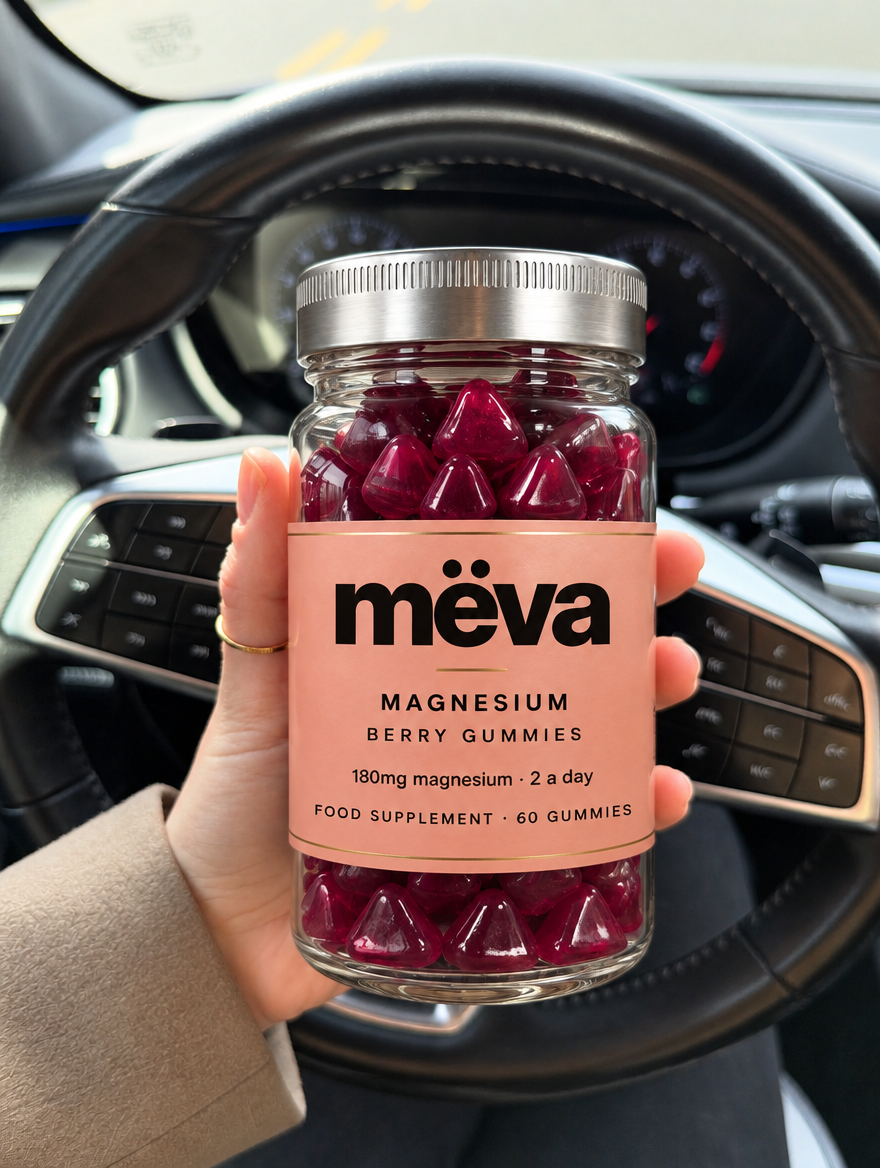 mëva
MAGNESIUM
BERRY GUMMIES
180mg magnesium · 2 a day
FOOD SUPPLEMENT · 60 GUMMIES